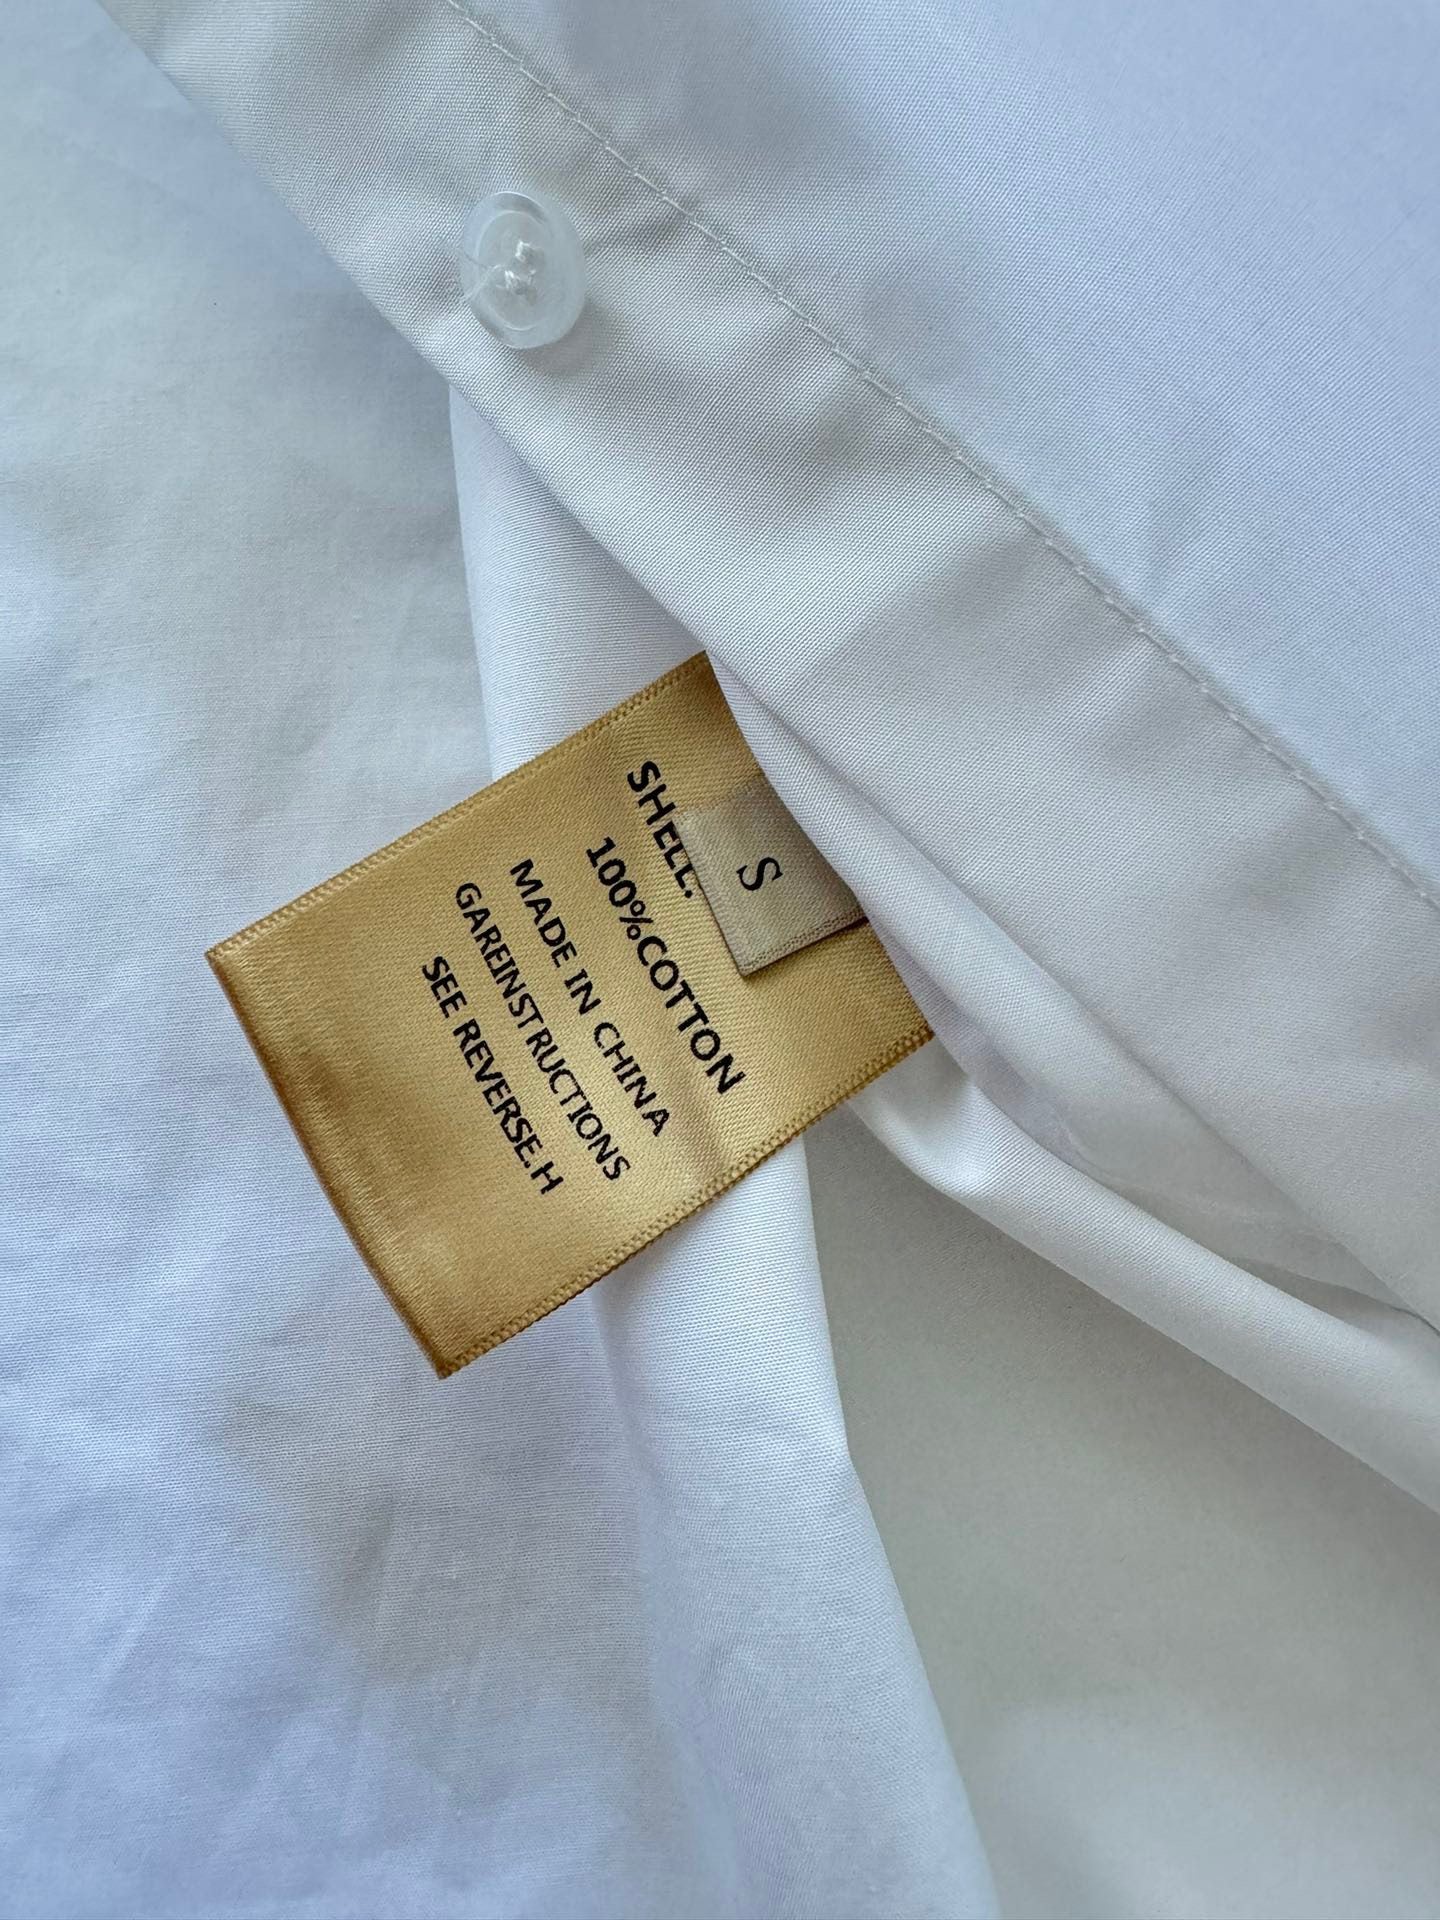 S
SHELL:
100%COTTON
MADE IN CHINA
GAREINSTRUCTIONS
SEE REVERSE.H